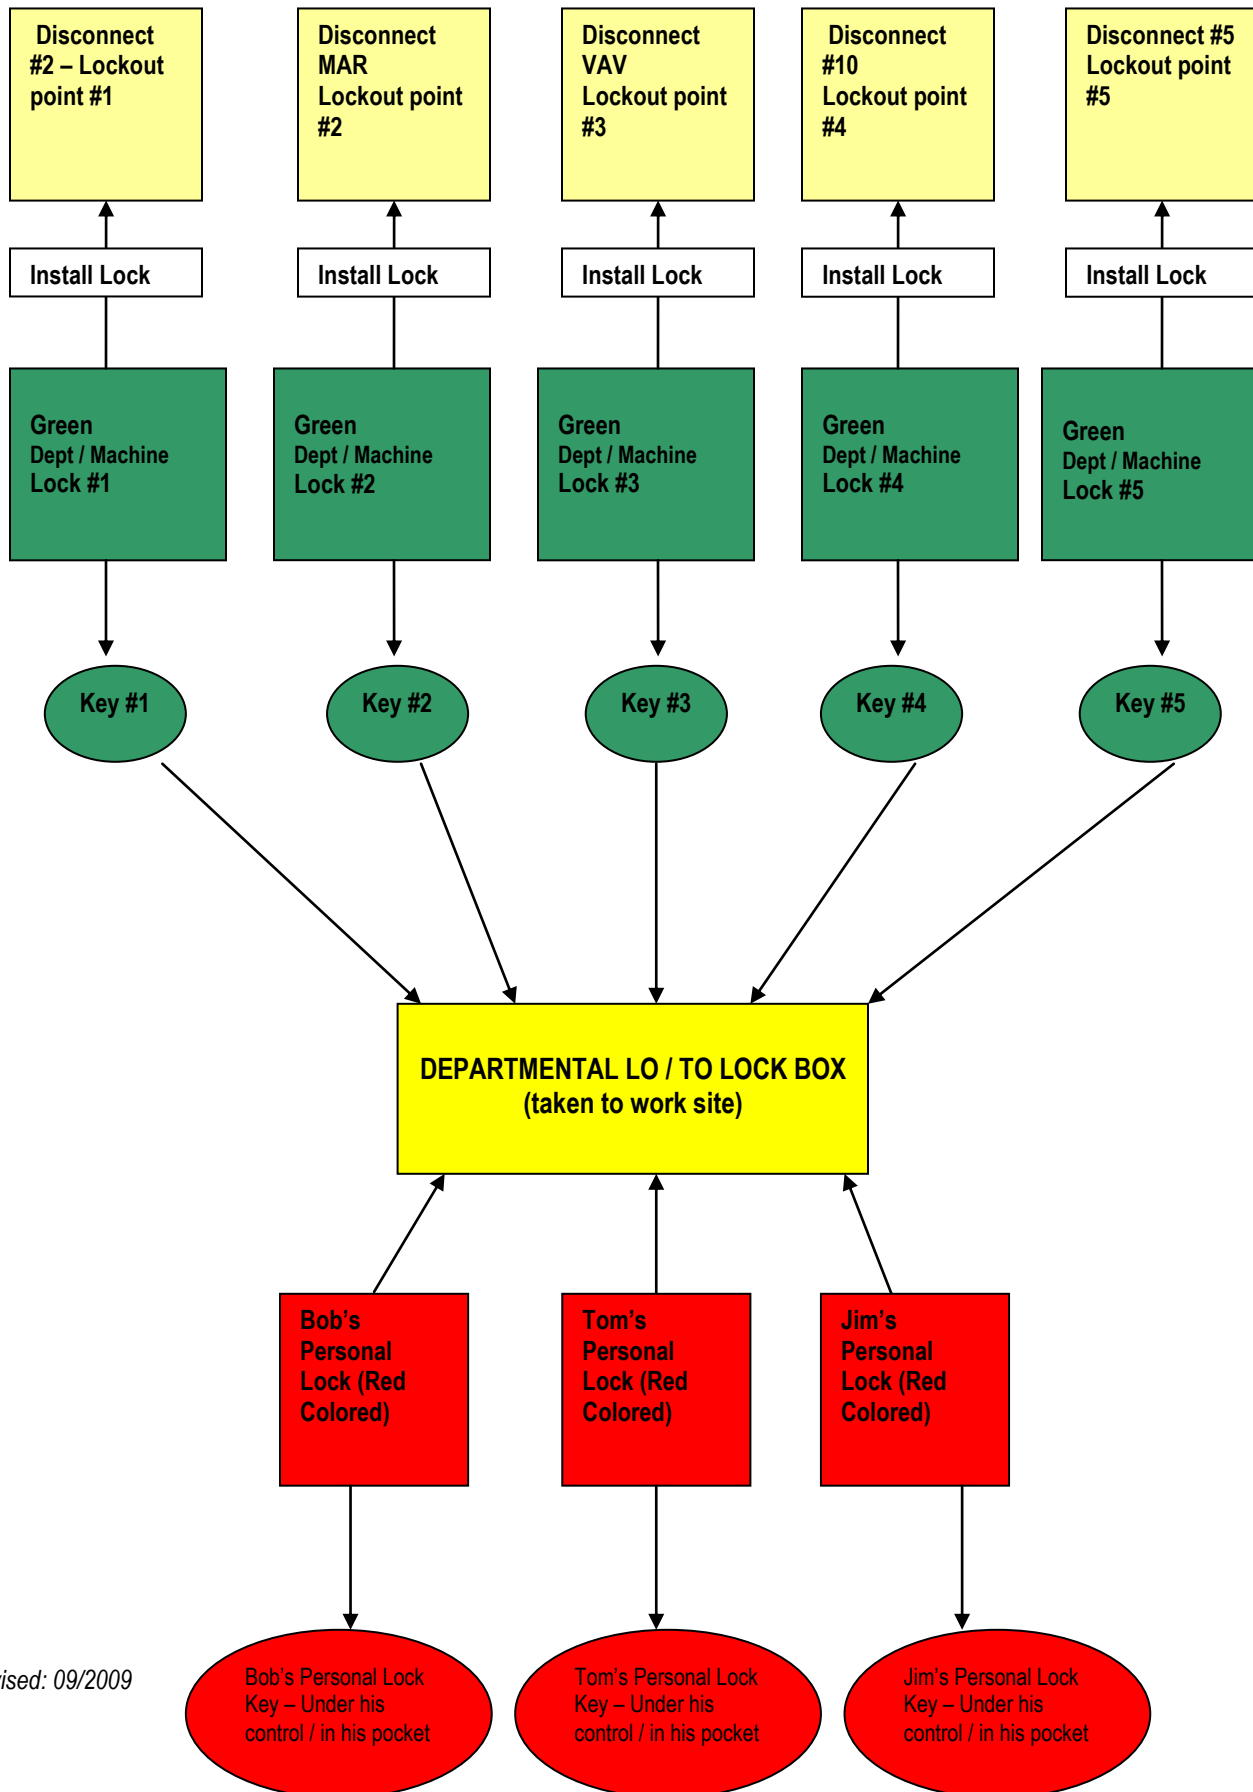 Disconnect
#2 – Lockout
point #1
Disconnect
MAR
Lockout point
#2
Disconnect
VAV
Lockout point
#3
Disconnect
#10
Lockout point
#4
Disconnect #5
Lockout point
#5
Install Lock
Install Lock
Install Lock
Install Lock
Install Lock
Green
Dept / Machine
Lock #1
Green
Dept / Machine
Lock #2
Green
Dept / Machine
Lock #3
Green
Dept / Machine
Lock #4
Green
Dept / Machine
Lock #5
Key #1
Key #2
Key #3
Key #4
Key #5
DEPARTMENTAL LO / TO LOCK BOX
(taken to work site)
Bob’s
Personal
Lock (Red
Colored)
Tom’s
Personal
Lock (Red
Colored)
Jim’s
Personal
Lock (Red
Colored)
ised: 09/2009
Bob’s Personal Lock
Key – Under his
control / in his pocket
Tom’s Personal Lock
Key – Under his
control / in his pocket
Jim’s Personal Lock
Key – Under his
control / in his pocket